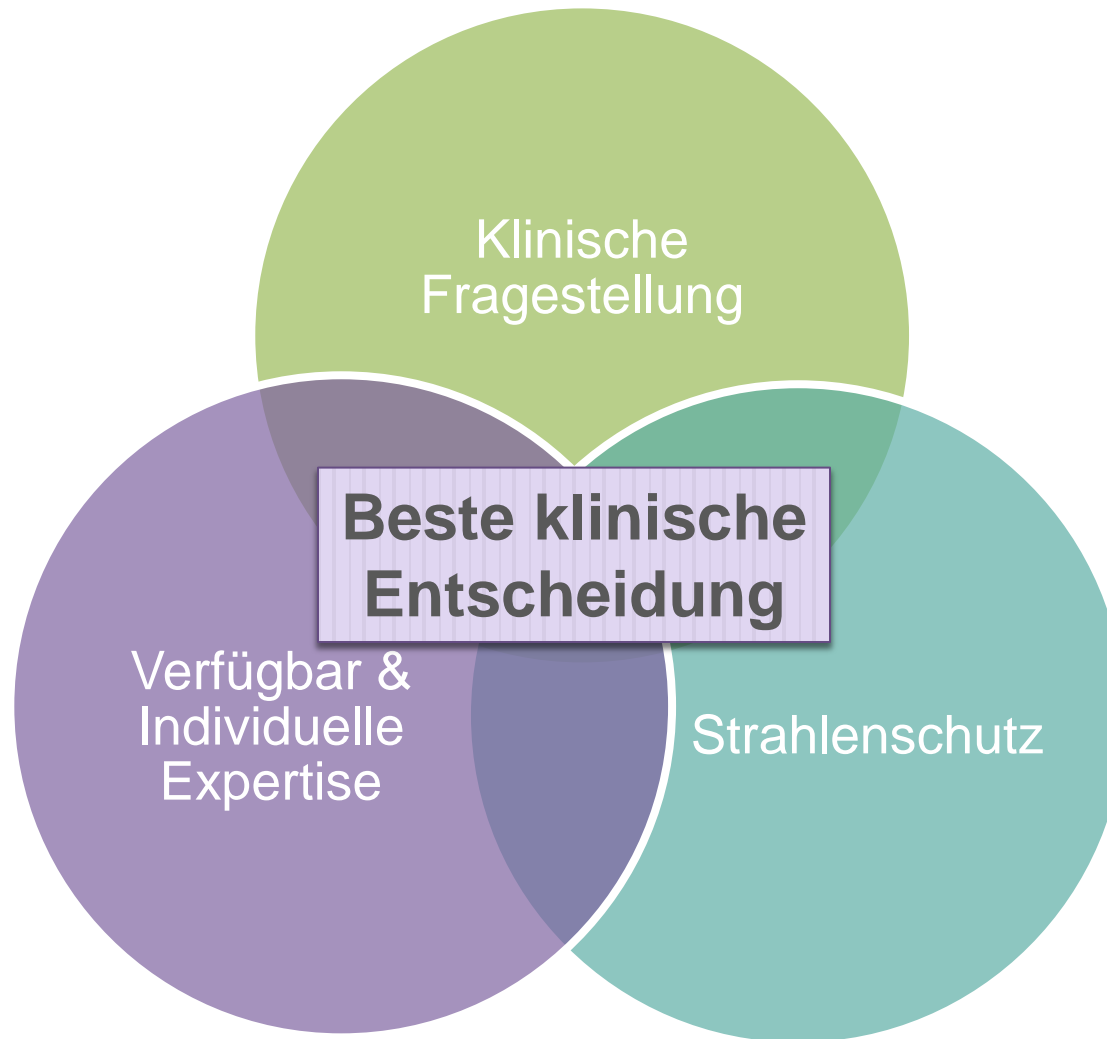 Klinische
Fragestellung
Beste klinische
Entscheidung
Verfügbar &
Individuelle
Expertise
Strahlenschutz